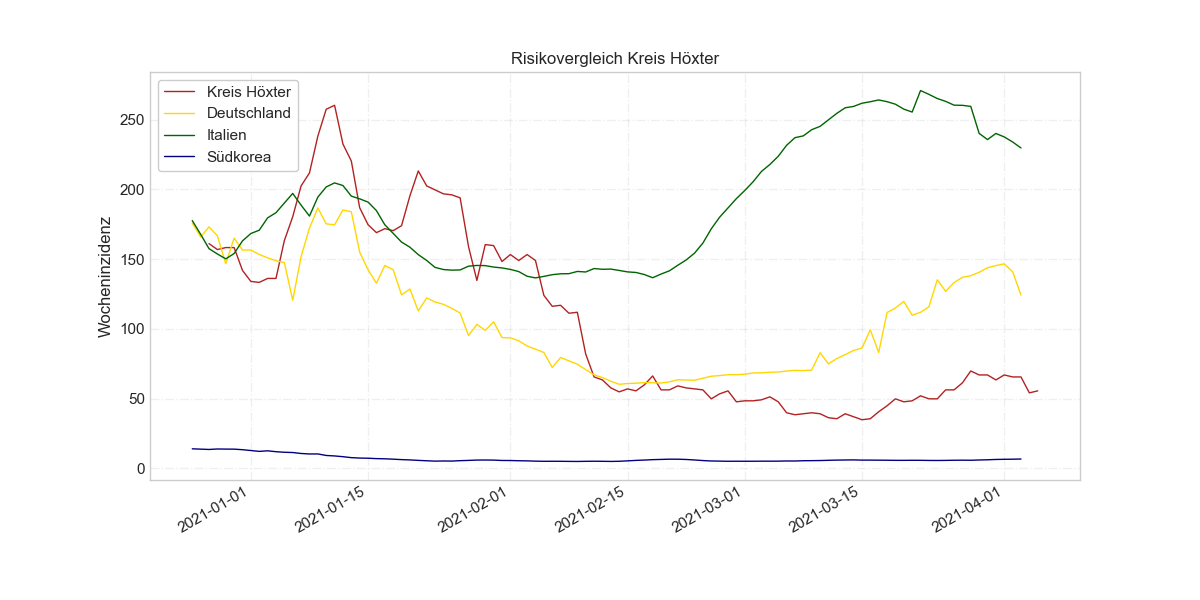 Risikovergleich Kreis Höxter
Kreis Höxter
Deutschland
Italien
Südkorea
Wocheninzidenz
250
200
150
100
50
0
2021-01-01
2021-01-15
2021-02-01
2021-02-15
2021-03-01
2021-03-15
2021-04-01